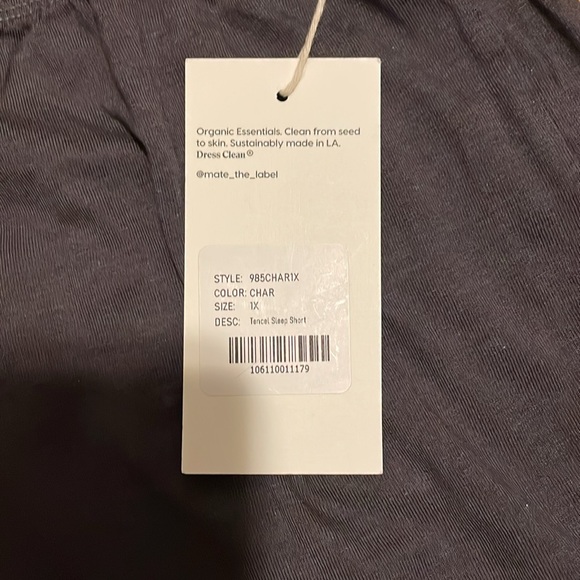 Organic Essentials. Clean from seed
to skin. Sustainably made in LA.
Dress Clean®
@mate_the_label
STYLE: 985CHAR1X
COLOR: CHAR
SIZE: 1X
DESC: Tencel Sleep Short
106110011179